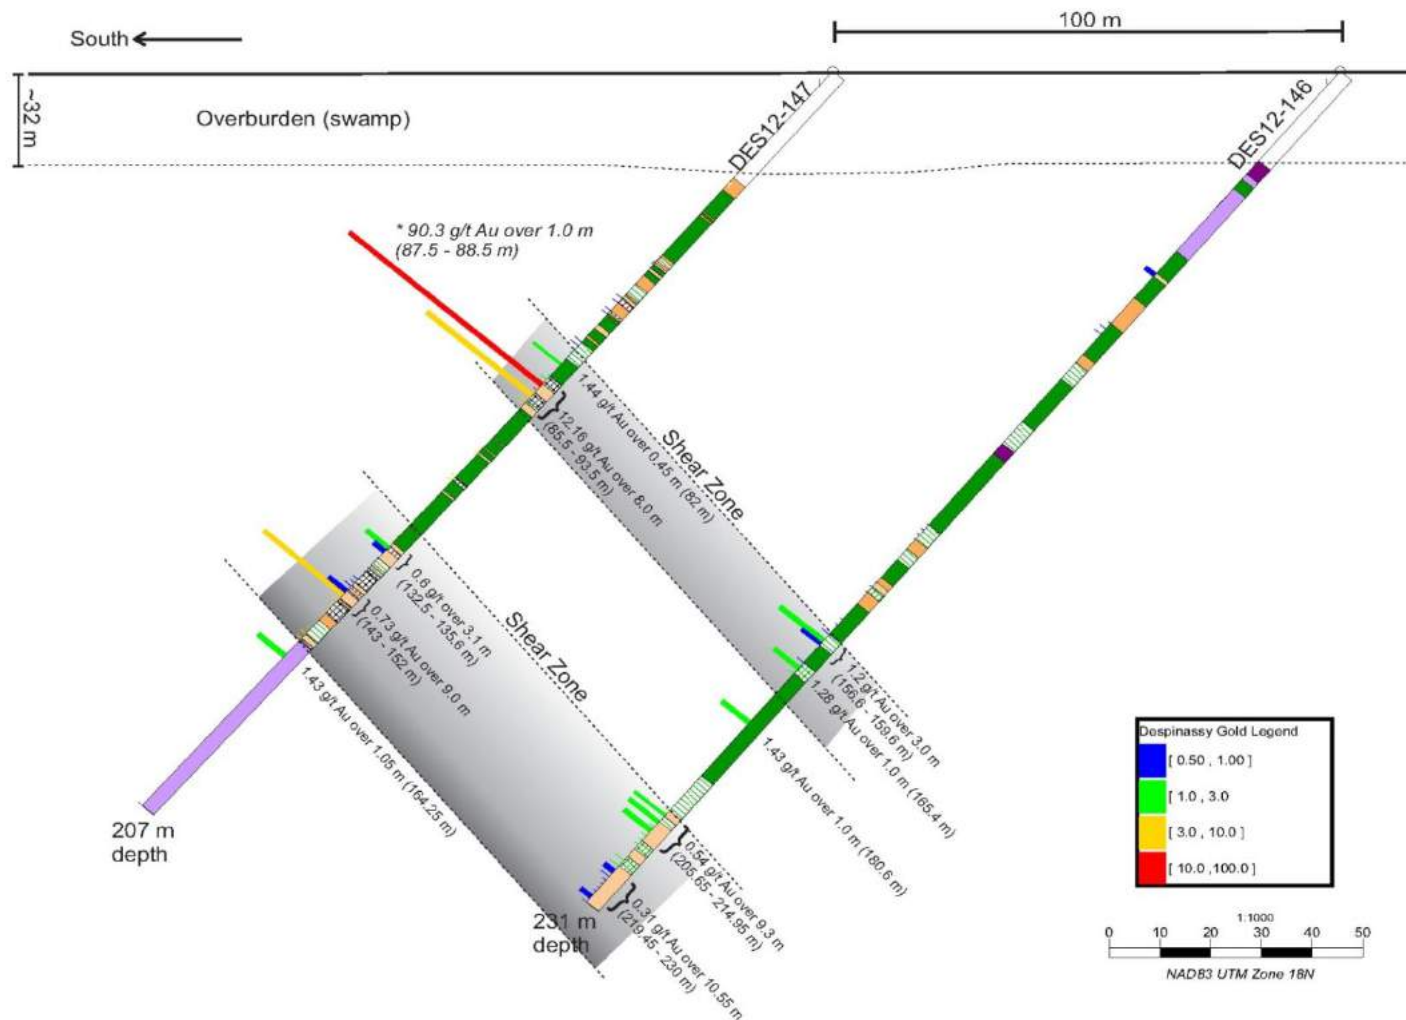 South
100 m
~32 m
Overburden (swamp)
DES12-147
DES12-146
* 90.3 g/t Au over 1.0 m
(87.5 - 88.5 m)
1.44 g/t Au over 0.45 m (82 m)
Shear Zone
12.16 g/t Au over 8.0 m
(85.5 - 93.5 m)
0.6 g/t over 3.1 m
(132.5 - 135.6 m)
Shear Zone
0.73 g/t Au over 9.0 m
(143 - 152 m)
1.43 g/t Au over 1.05 m (164.25 m)
207 m
depth
1.2 g/t Au over 3.0 m
(156.6 - 159.6 m)
1.28 g/t Au over 1.0 m (165.4 m)
1.43 g/t Au over 1.0 m (180.6 m)
0.54 g/t Au over 9.3 m
(205.65 - 214.95 m)
0.31 g/t Au over 10.55 m
(219.45 - 230 m)
231 m
depth
Despinassy Gold Legend
[ 0.50 , 1.00 ]
[ 1.0 , 3.0
[ 3.0 , 10.0 ]
[ 10.0 ,100.0 ]
1:1000
0 10 20 30 40 50
NAD83 UTM Zone 18N